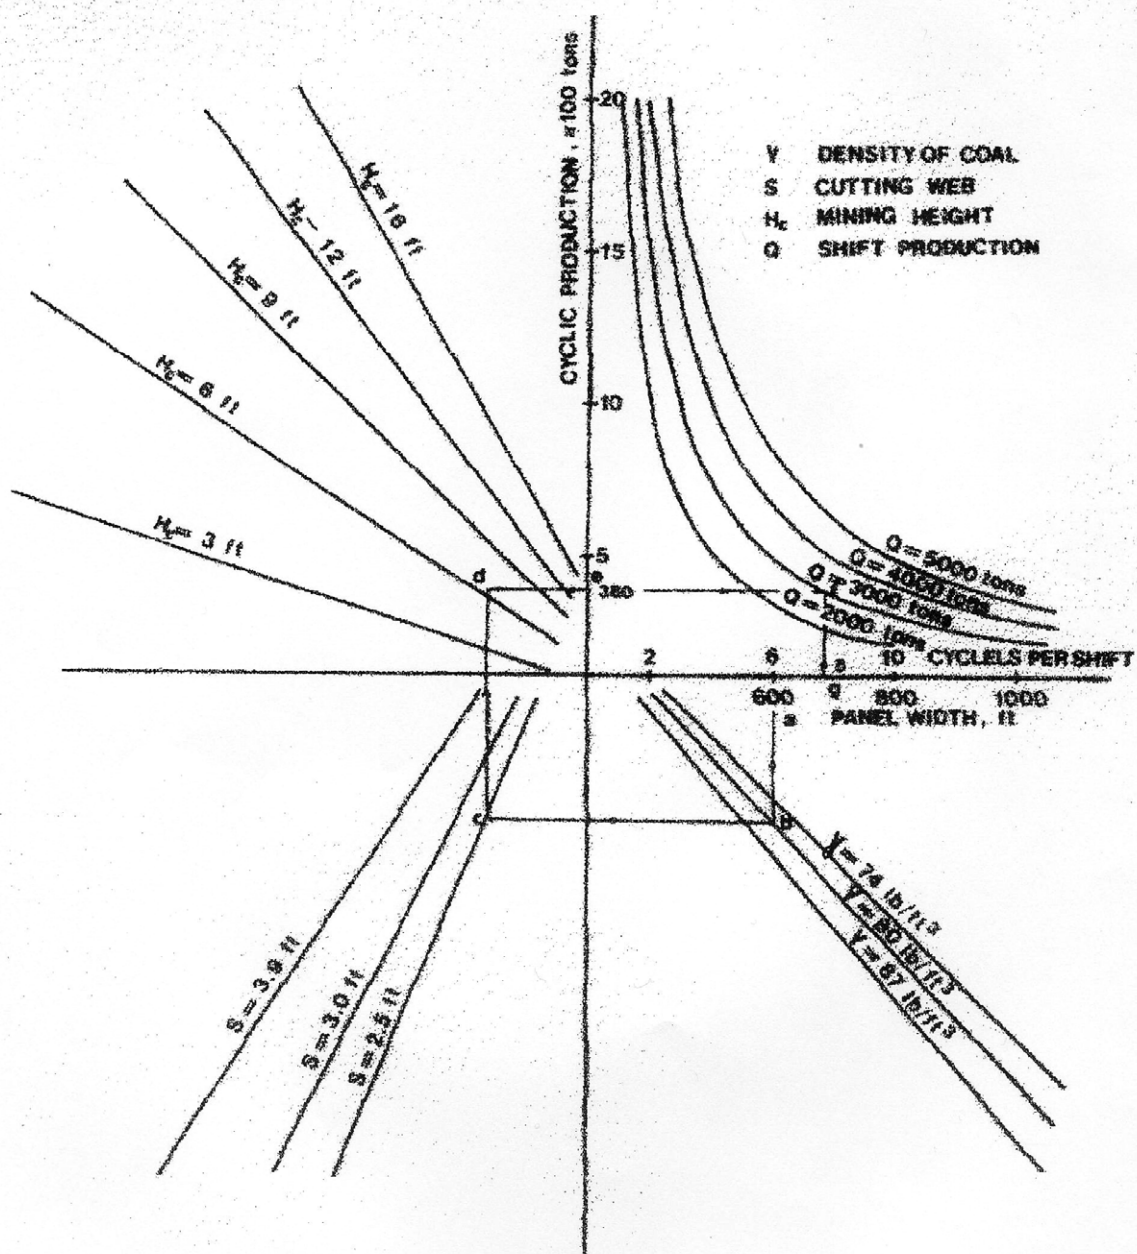 CYCLIC PRODUCTION, x100 tons
20
15
10
5
e
380
γ DENSITY OF COAL
S CUTTING WEB
Hc MINING HEIGHT
Q SHIFT PRODUCTION
Hc=16 ft
Hc-12 ft
Hc=9 ft
Hc=6 ft
Hc=3 ft
Q=5000 tons
Q=4000 tons
Q=3000 tons
Q=2000 tons
d
2 6 10 CYCLELS PER SHIFT
600 g 800 1000
a PANEL WIDTH, ft
c
γ=74 lb/ft3
γ=80 lb/ft3
γ=87 lb/ft3
S=3.9 ft
S=3.0 ft
S=2.5 ft